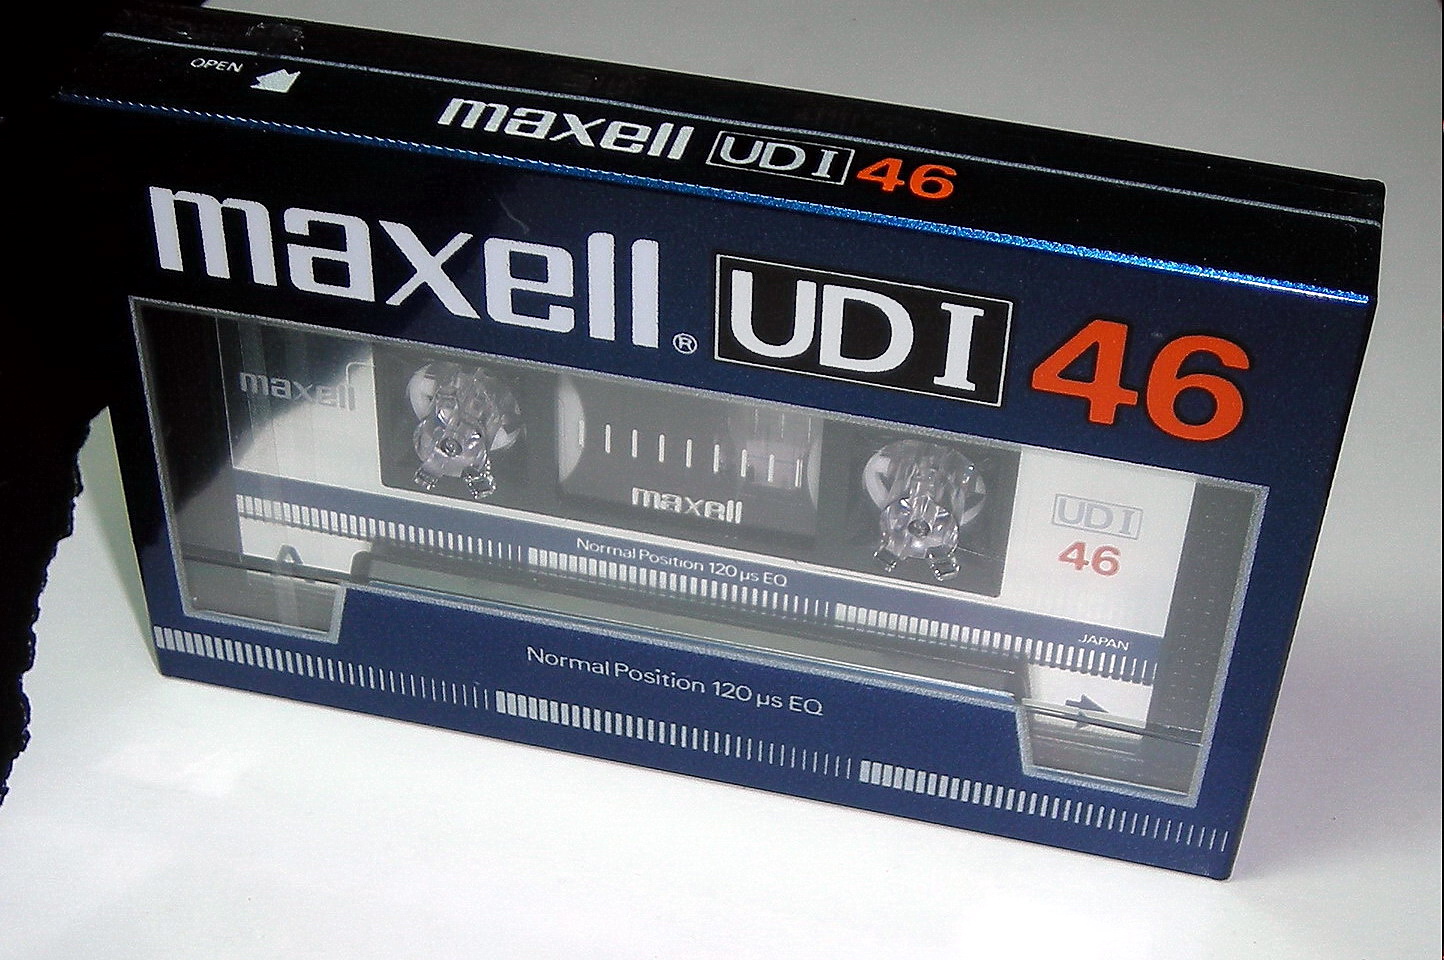 OPEN
maxell UD I 46
maxell® UD I 46
maxell
maxell
UD I
46
Normal Position 120 µs EQ
JAPAN
A
Normal Position 120 µs EQ